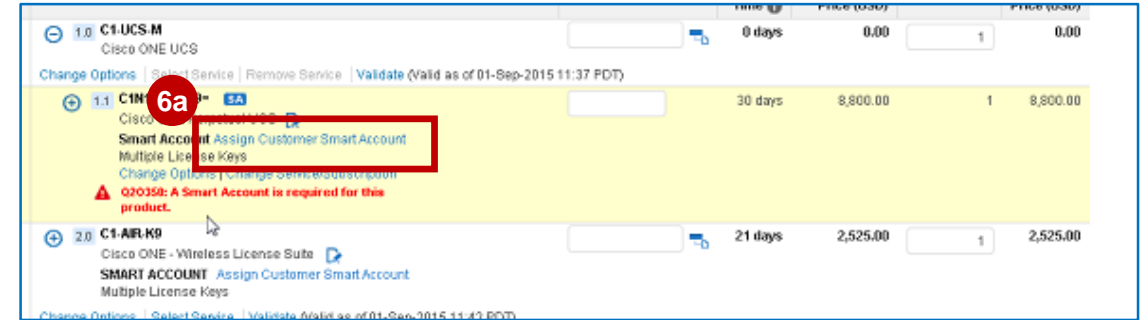 Time Price (USD) Price (USD)
1.0 C1-UCS-M 0 days 0.00 1 0.00
Cisco ONE UCS
Change Options | Select Service | Remove Service | Validate (Valid as of 01-Sep-2015 11:37 PDT)
1.1 SA 30 days 8,800.00 1 8,800.00
6a
Cisco UCS
Smart Account Assign Customer Smart Account
Multiple License Keys
Change Options | Change Service/Subscription
Q2O350: A Smart Account is required for this
product.
2.0 C1-AIR-K9 21 days 2,525.00 1 2,525.00
Cisco ONE - Wireless License Suite
SMART ACCOUNT Assign Customer Smart Account
Multiple License Keys
Change Options | Select Service | Validate (Valid as of 01-Sep-2015 11:43 PDT)